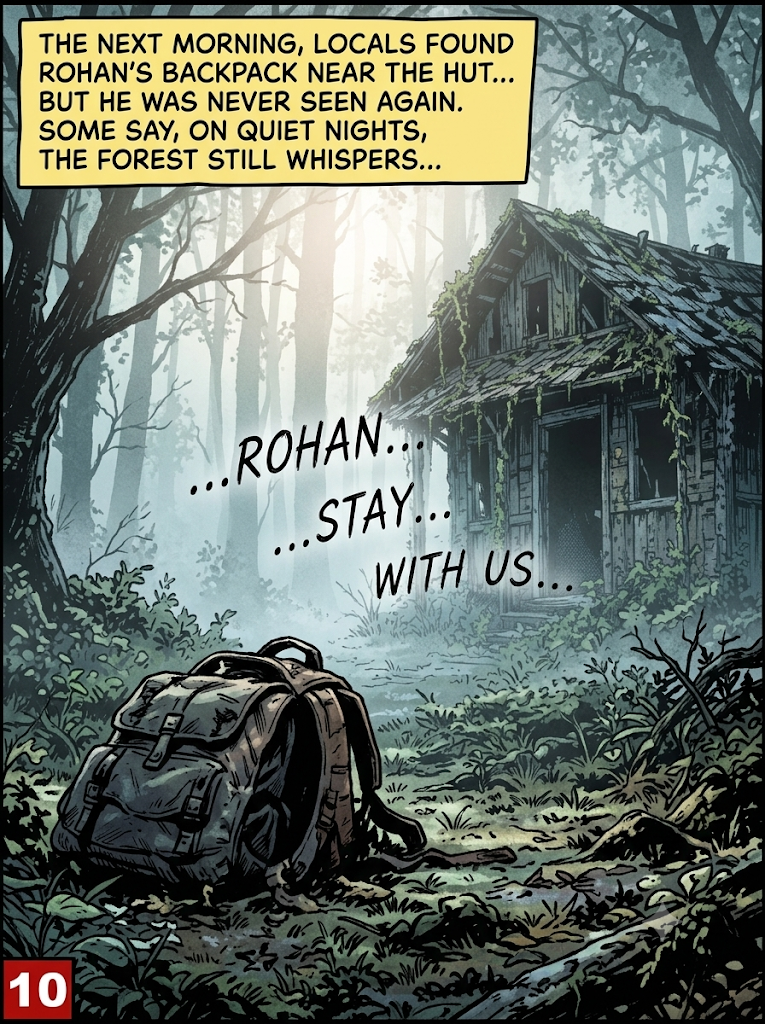 THE NEXT MORNING, LOCALS FOUND
ROHAN'S BACKPACK NEAR THE HUT...
BUT HE WAS NEVER SEEN AGAIN.
SOME SAY, ON QUIET NIGHTS,
THE FOREST STILL WHISPERS...
...ROHAN...
...STAY...
WITH US...
10